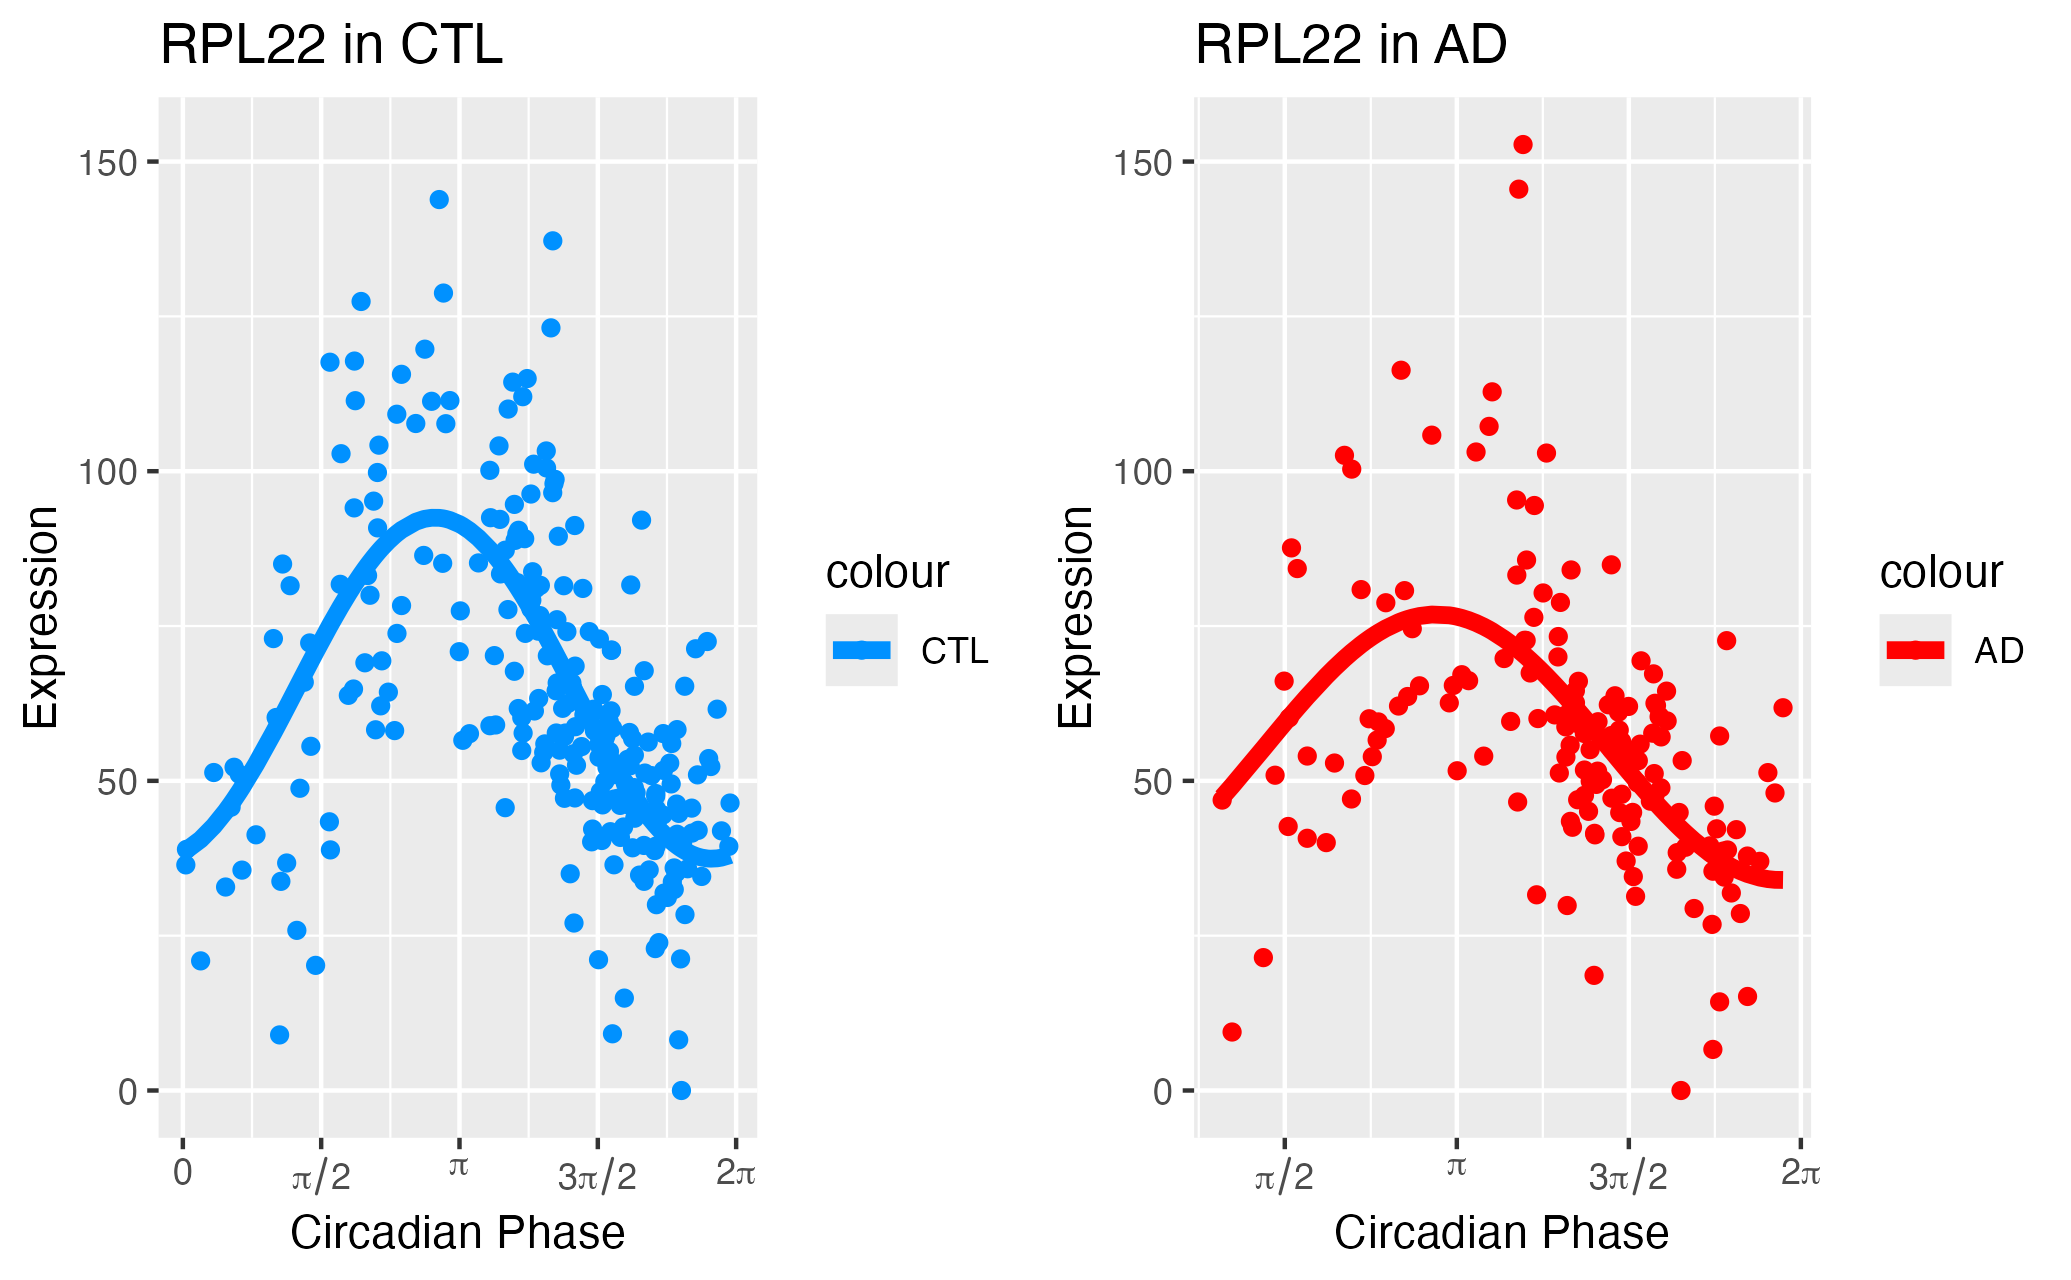 RPL22 in CTL
Expression
150
100
50
0
0 π/2 π 3π/2 2π
Circadian Phase
colour
CTL
RPL22 in AD
Expression
150
100
50
0
π/2 π 3π/2 2π
Circadian Phase
colour
AD